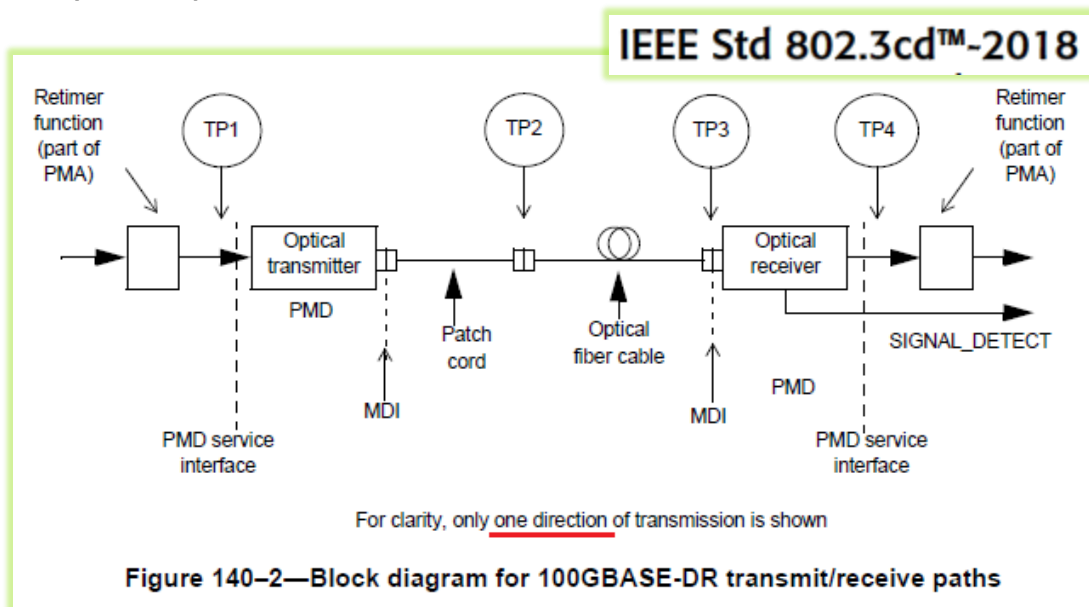 IEEE Std 802.3cd™-2018
Retimer
function
(part of
PMA)
TP1
TP2
TP3
TP4
Retimer
function
(part of
PMA)
Optical
transmitter
PMD
Optical
receiver
Patch
cord
Optical
fiber cable
SIGNAL_DETECT
MDI
MDI
PMD
PMD service
interface
PMD service
interface
For clarity, only one direction of transmission is shown
Figure 140–2—Block diagram for 100GBASE-DR transmit/receive paths